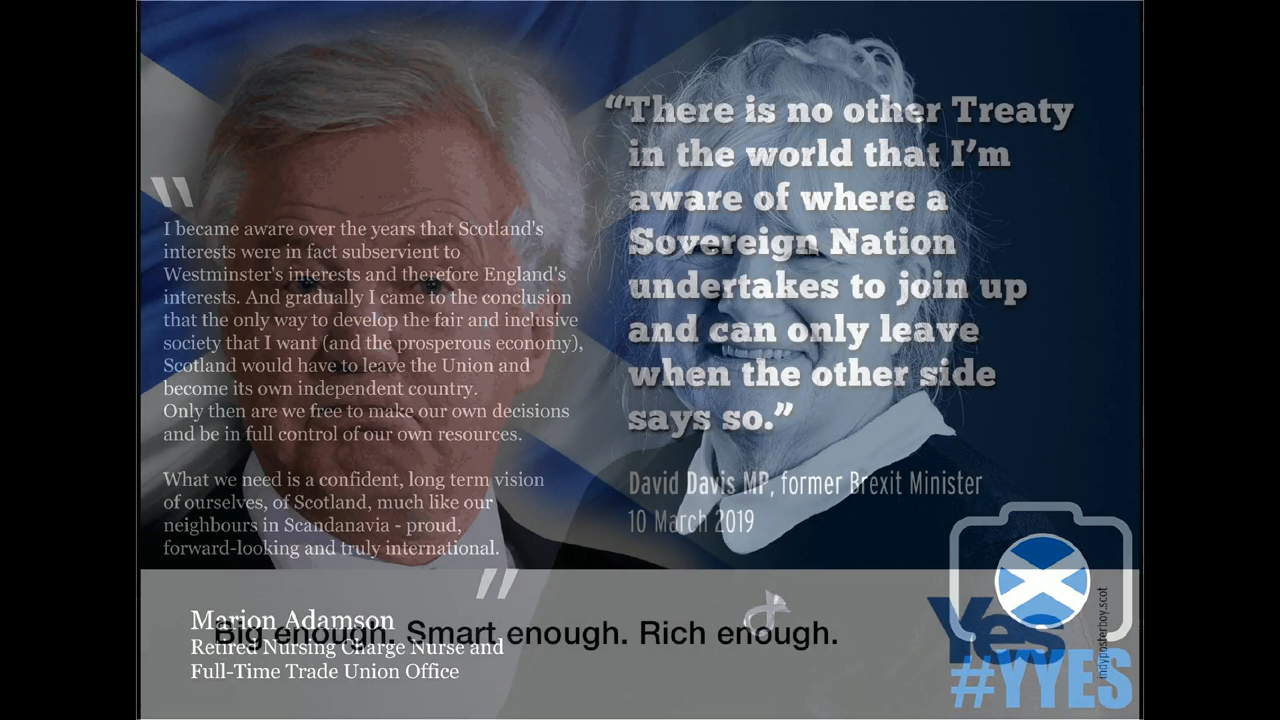 “There is no other Treaty
in the world that I’m
aware of where a
Sovereign Nation
undertakes to join up
and can only leave
when the other side
says so.”
David Davis MP, former Brexit Minister
10 March 2019
"
I became aware over the years that Scotland's
interests were in fact subservient to
Westminster's interests and therefore England's
interests. And gradually I came to the conclusion
that the only way to develop the fair and inclusive
society that I want (and the prosperous economy),
Scotland would have to leave the Union and
become its own independent country.
Only then are we free to make our own decisions
and be in full control of our own resources.
What we need is a confident, long term vision
of ourselves, of Scotland, much like our
neighbours in Scandanavia - proud,
forward-looking and truly international.
"
Marion Adamson
Retired Nursing Charge Nurse and
Full-Time Trade Union Office
Big enough. Smart enough. Rich enough.
Yes
#YYES
indyposterboy.scot